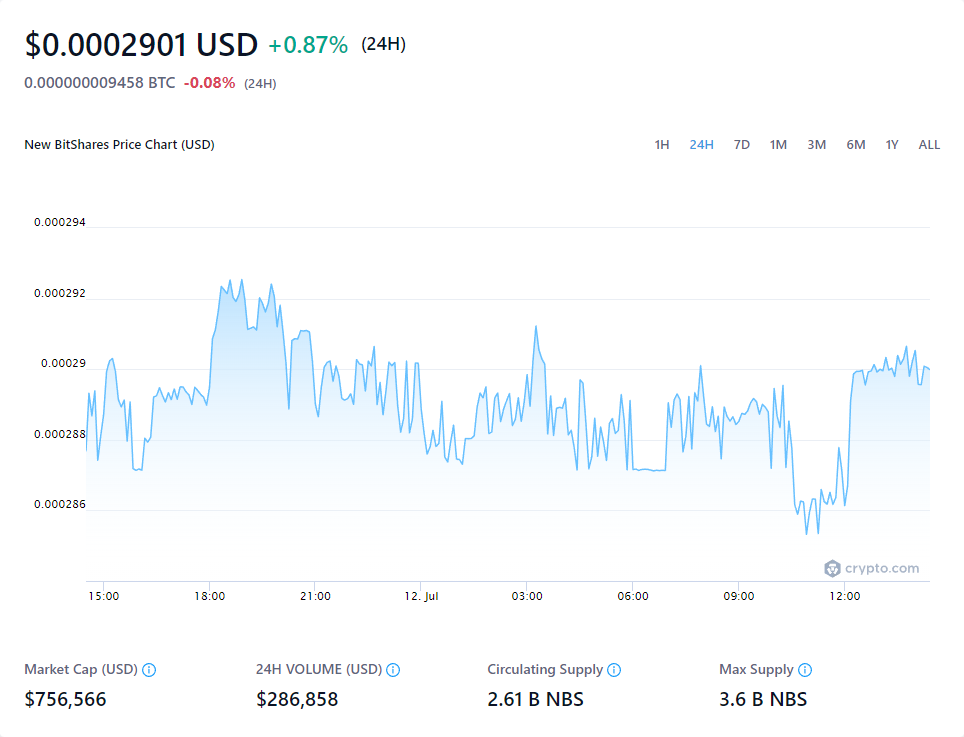 $0.0002901 USD +0.87% (24H)
0.000000009458 BTC -0.08% (24H)
New BitShares Price Chart (USD) 1H 24H 7D 1M 3M 6M 1Y ALL
0.000294
0.000292
0.00029
0.000288
0.000286
crypto.com
15:00 18:00 21:00 12. Jul 03:00 06:00 09:00 12:00
Market Cap (USD) 24H VOLUME (USD) Circulating Supply Max Supply
$756,566 $286,858 2.61 B NBS 3.6 B NBS